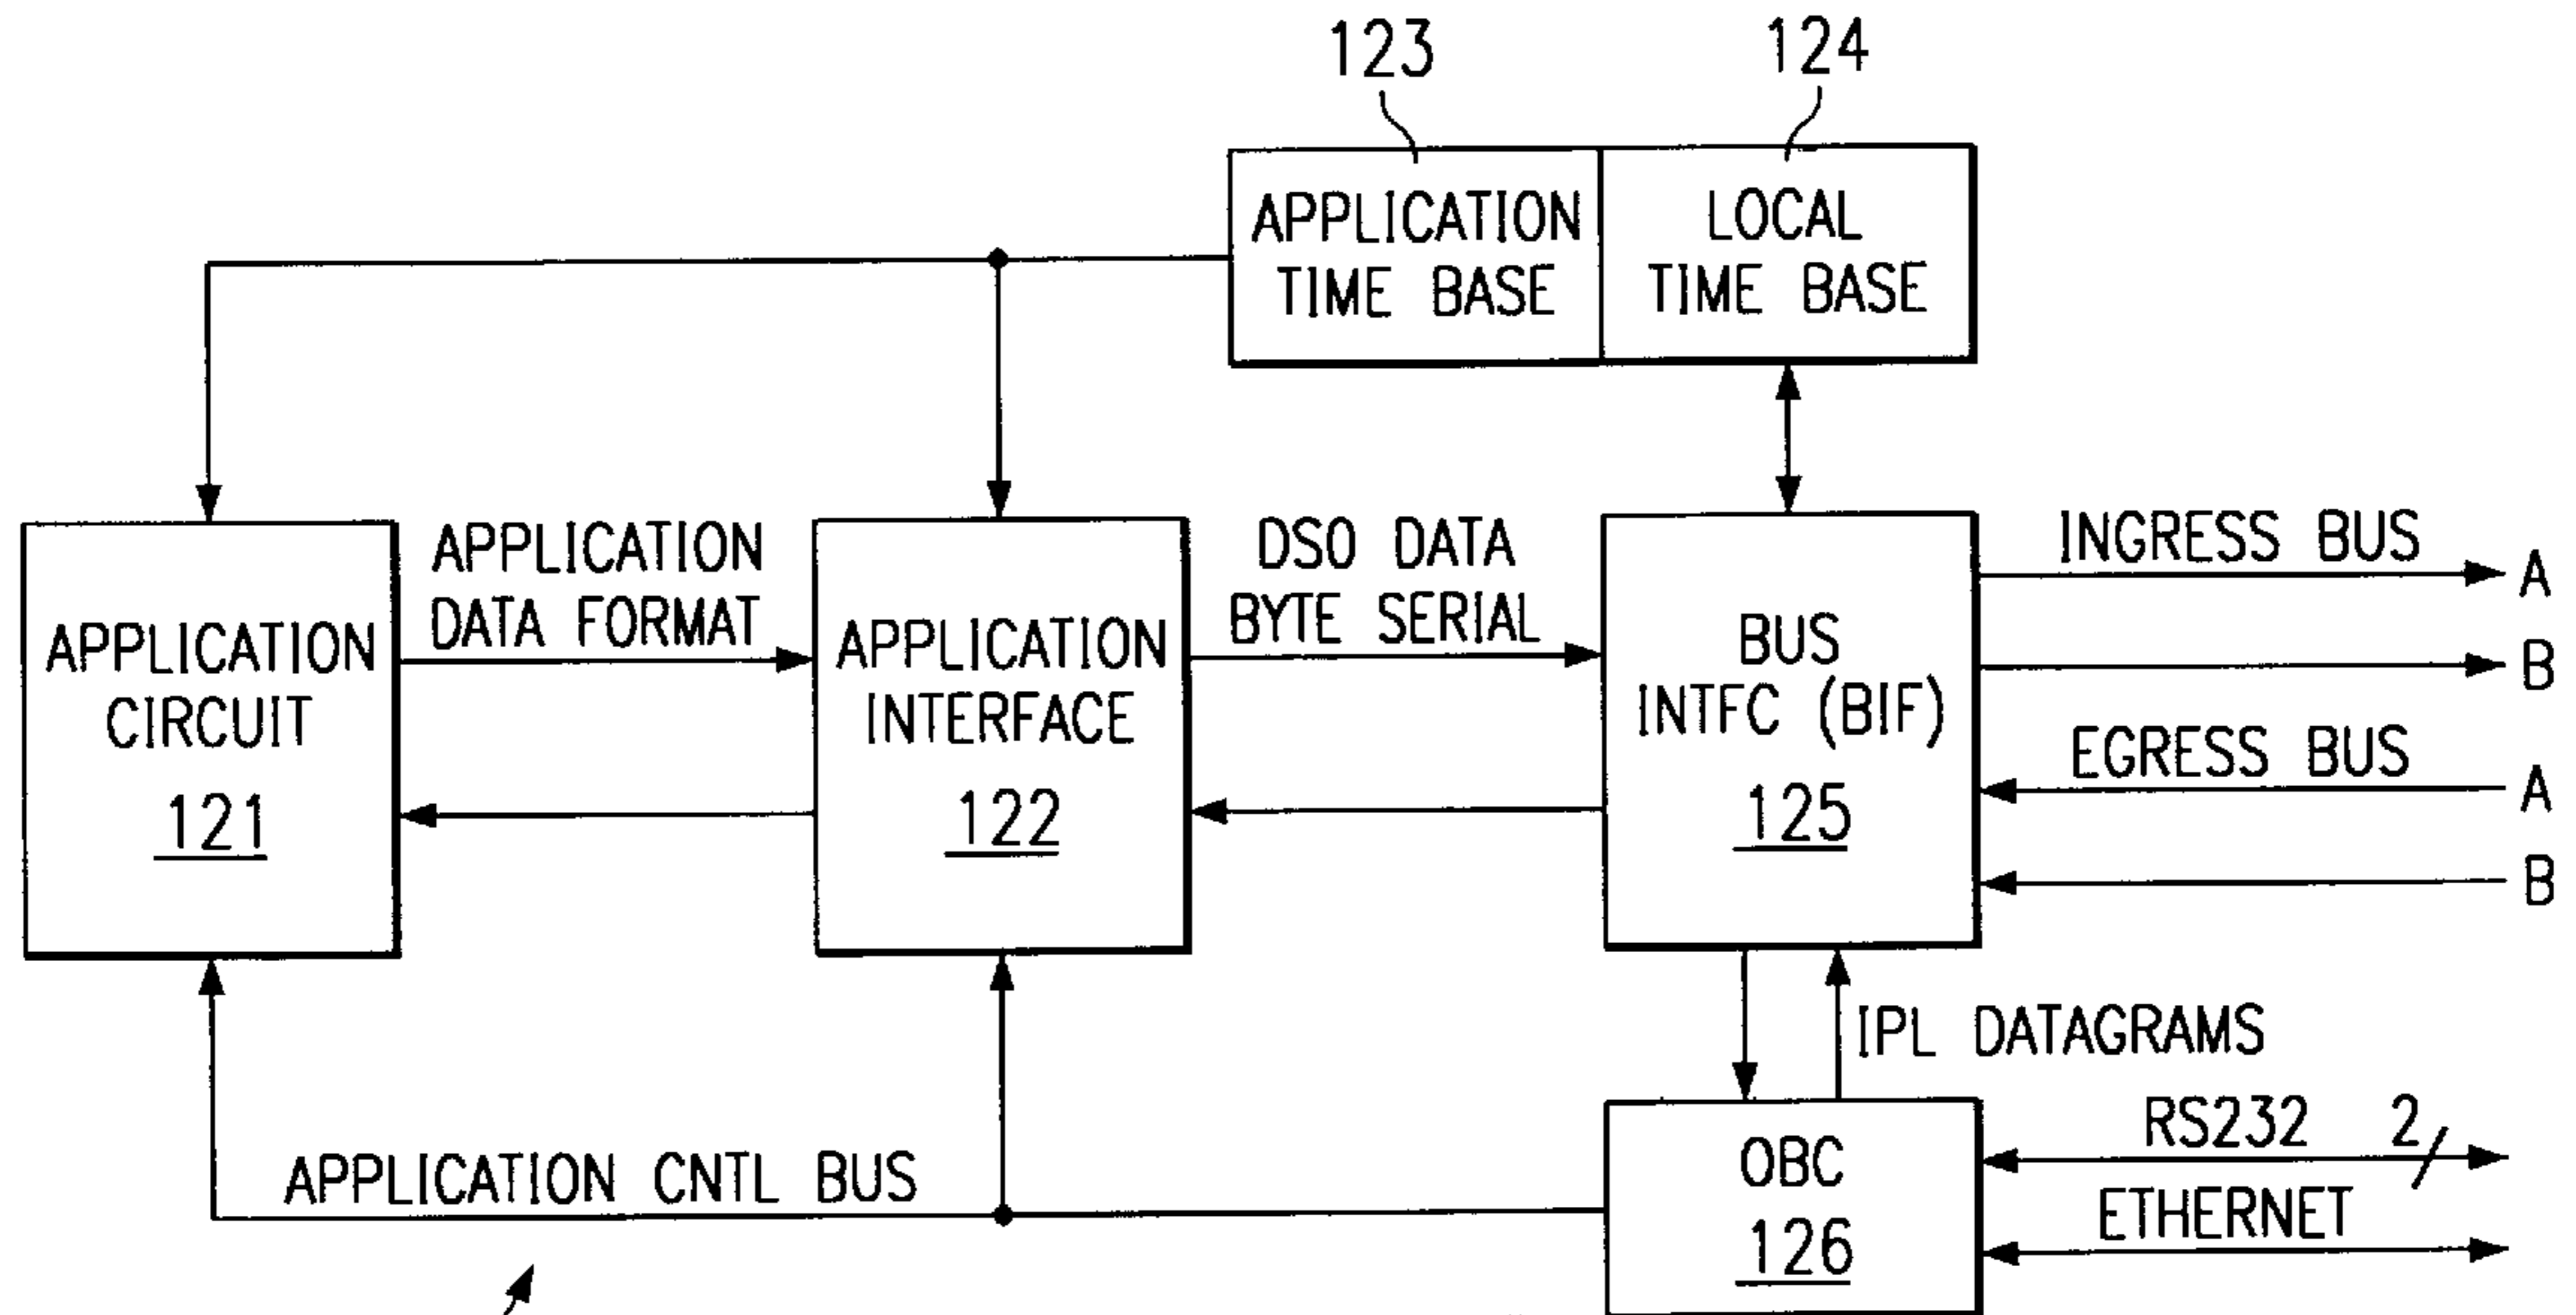 123
124
APPLICATION
TIME BASE
LOCAL
TIME BASE
APPLICATION
CIRCUIT
121
APPLICATION
DATA FORMAT
APPLICATION
INTERFACE
122
DS0 DATA
BYTE SERIAL
BUS
INTFC (BIF)
125
INGRESS BUS
A
B
EGRESS BUS
A
B
IPL DATAGRAMS
APPLICATION CNTL BUS
OBC
126
RS232 2
ETHERNET